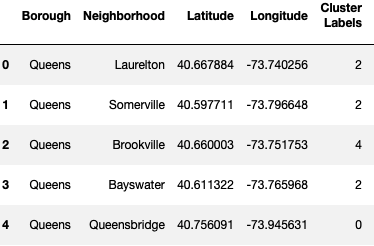 Borough Neighborhood Latitude Longitude Cluster Labels
0 Queens Laurelton 40.667884 -73.740256 2
1 Queens Somerville 40.597711 -73.796648 2
2 Queens Brookville 40.660003 -73.751753 4
3 Queens Bayswater 40.611322 -73.765968 2
4 Queens Queensbridge 40.756091 -73.945631 0